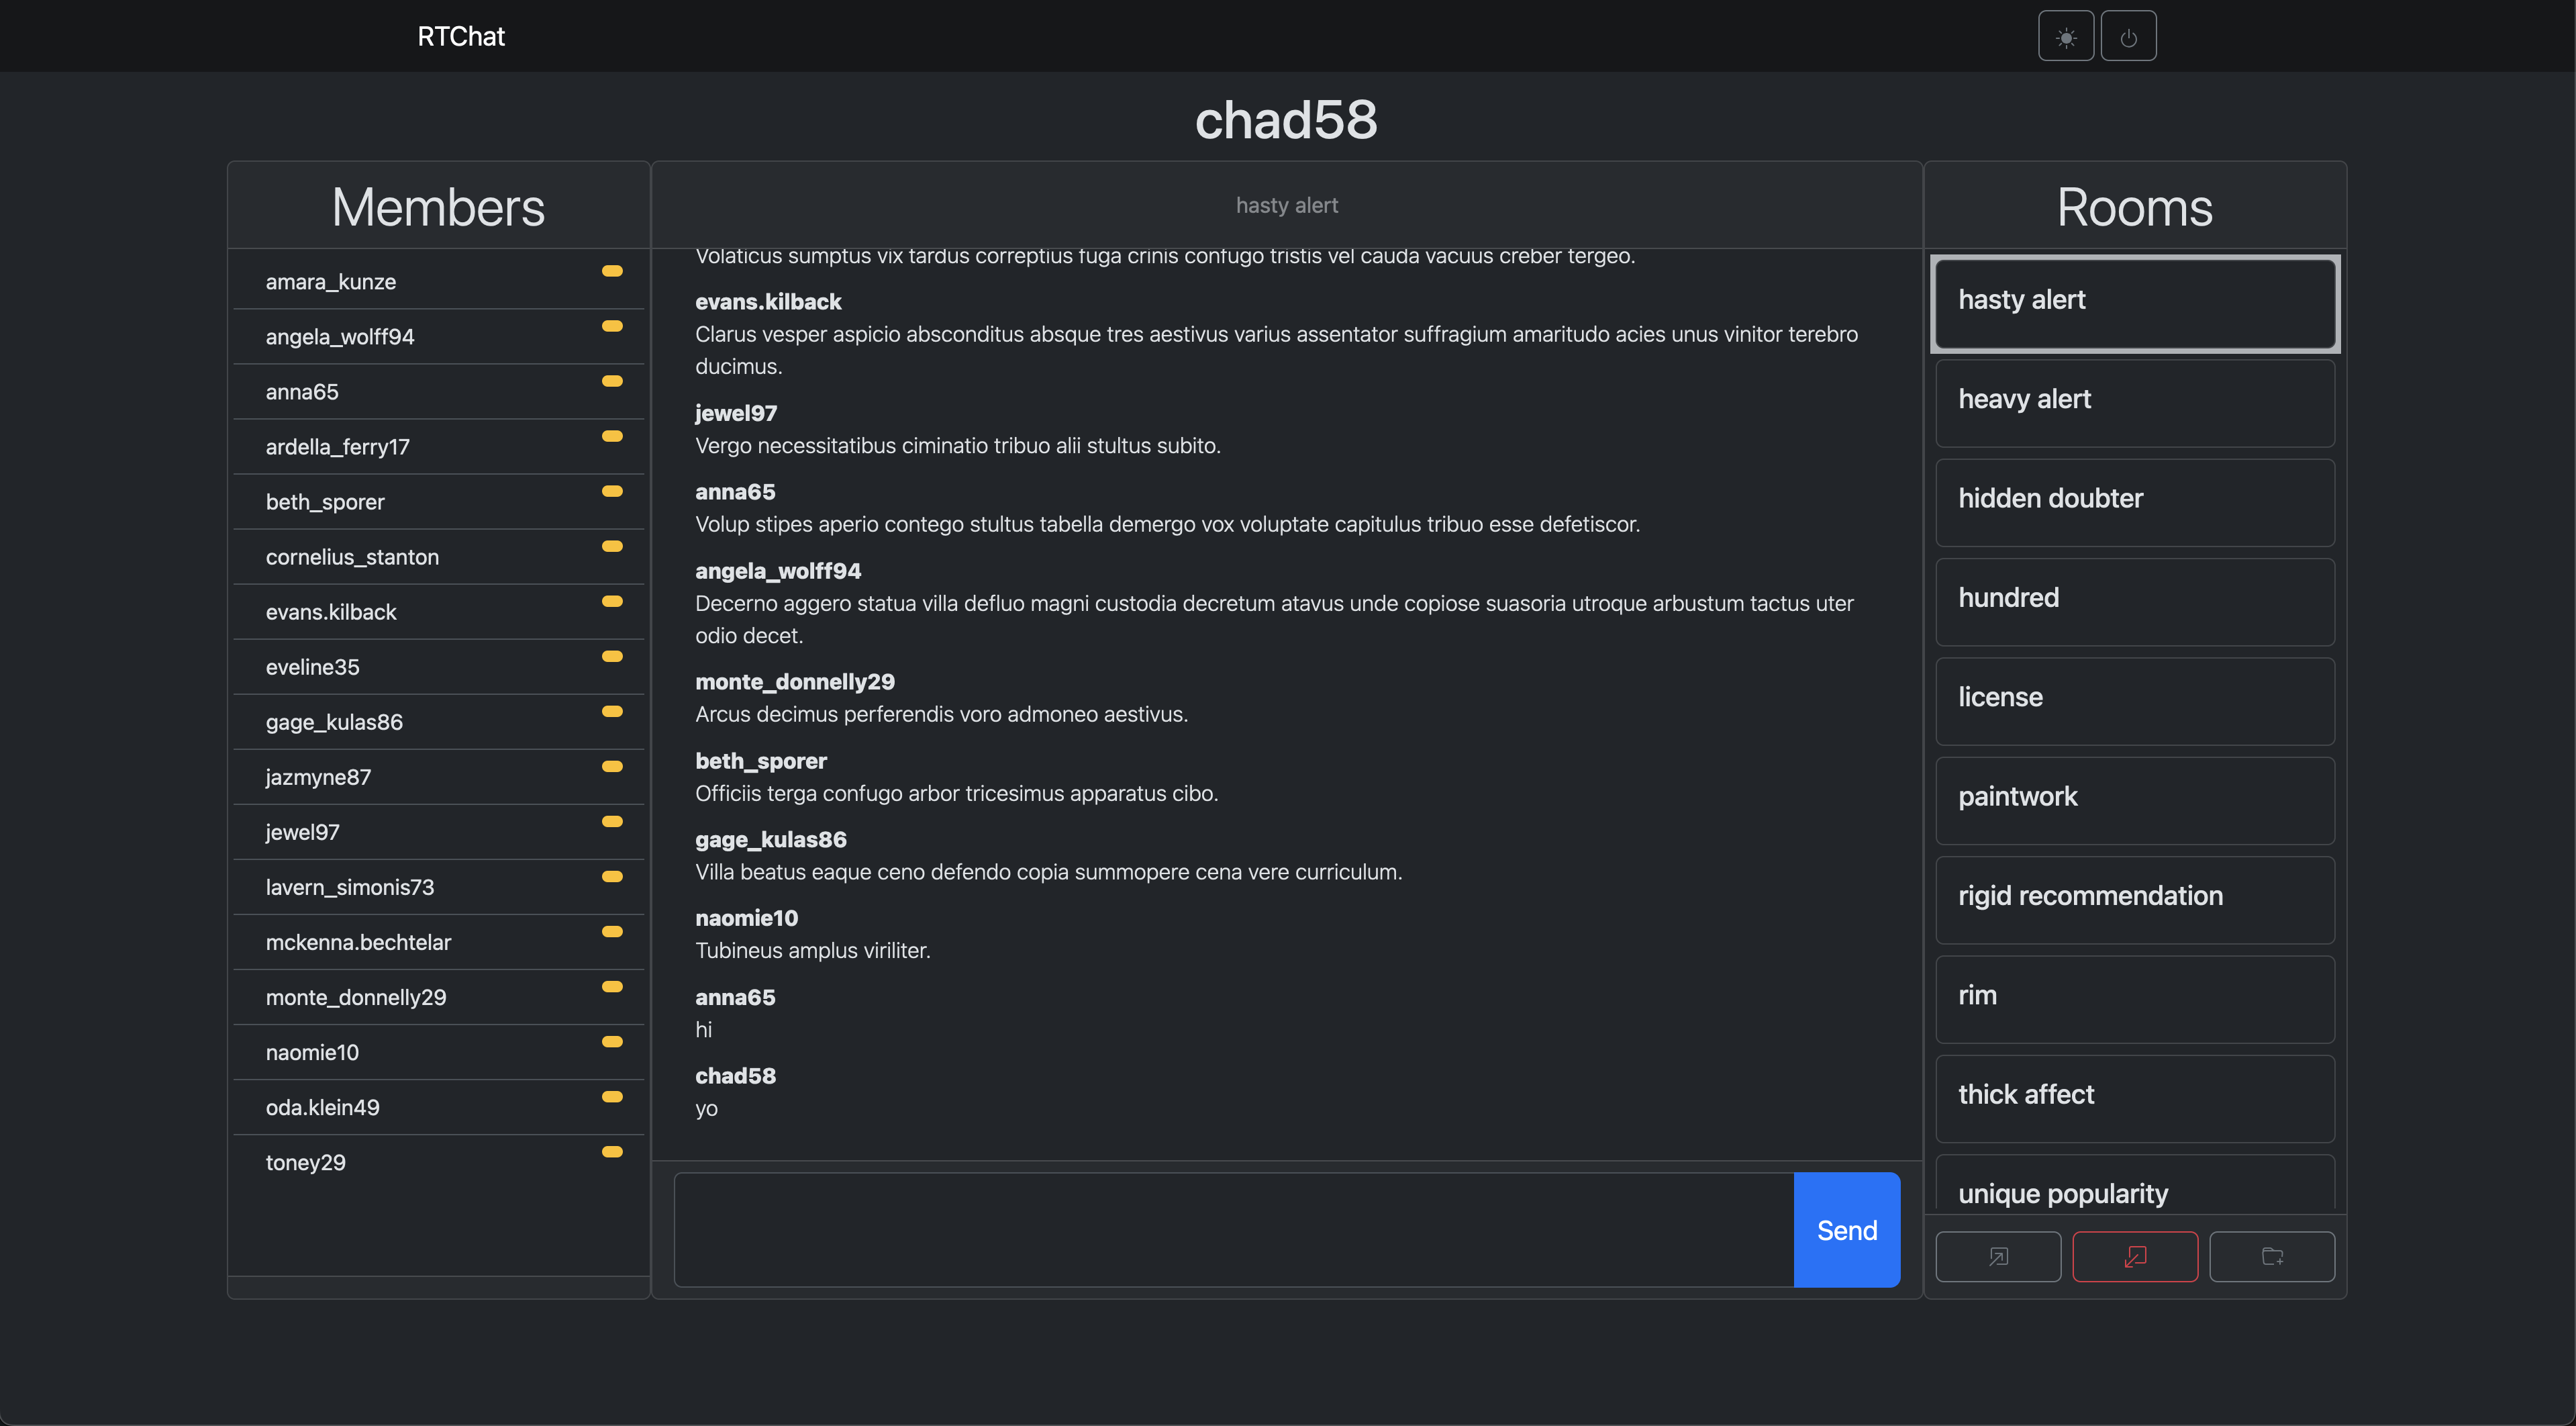 RTChat
chad58
Members
amara_kunze
angela_wolff94
anna65
ardella_ferry17
beth_sporer
cornelius_stanton
evans.kilback
eveline35
gage_kulas86
jazmyne87
jewel97
lavern_simonis73
mckenna.bechtelar
monte_donnelly29
naomie10
oda.klein49
toney29
hasty alert
Volaticus sumptus vix tardus correptius fuga crinis confugo tristis vel cauda vacuus creber tergeo.
evans.kilback
Clarus vesper aspicio absconditus absque tres aestivus varius assentator suffragium amaritudo acies unus vinitor terebro
ducimus.
jewel97
Vergo necessitatibus ciminatio tribuo alii stultus subito.
anna65
Volup stipes aperio contego stultus tabella demergo vox voluptate capitulus tribuo esse defetiscor.
angela_wolff94
Decerno aggero statua villa defluo magni custodia decretum atavus unde copiose suasoria utroque arbustum tactus uter
odio decet.
monte_donnelly29
Arcus decimus perferendis voro admoneo aestivus.
beth_sporer
Officiis terga confugo arbor tricesimus apparatus cibo.
gage_kulas86
Villa beatus eaque ceno defendo copia summopere cena vere curriculum.
naomie10
Tubineus amplus viriliter.
anna65
hi
chad58
yo
Send
Rooms
hasty alert
heavy alert
hidden doubter
hundred
license
paintwork
rigid recommendation
rim
thick affect
unique popularity